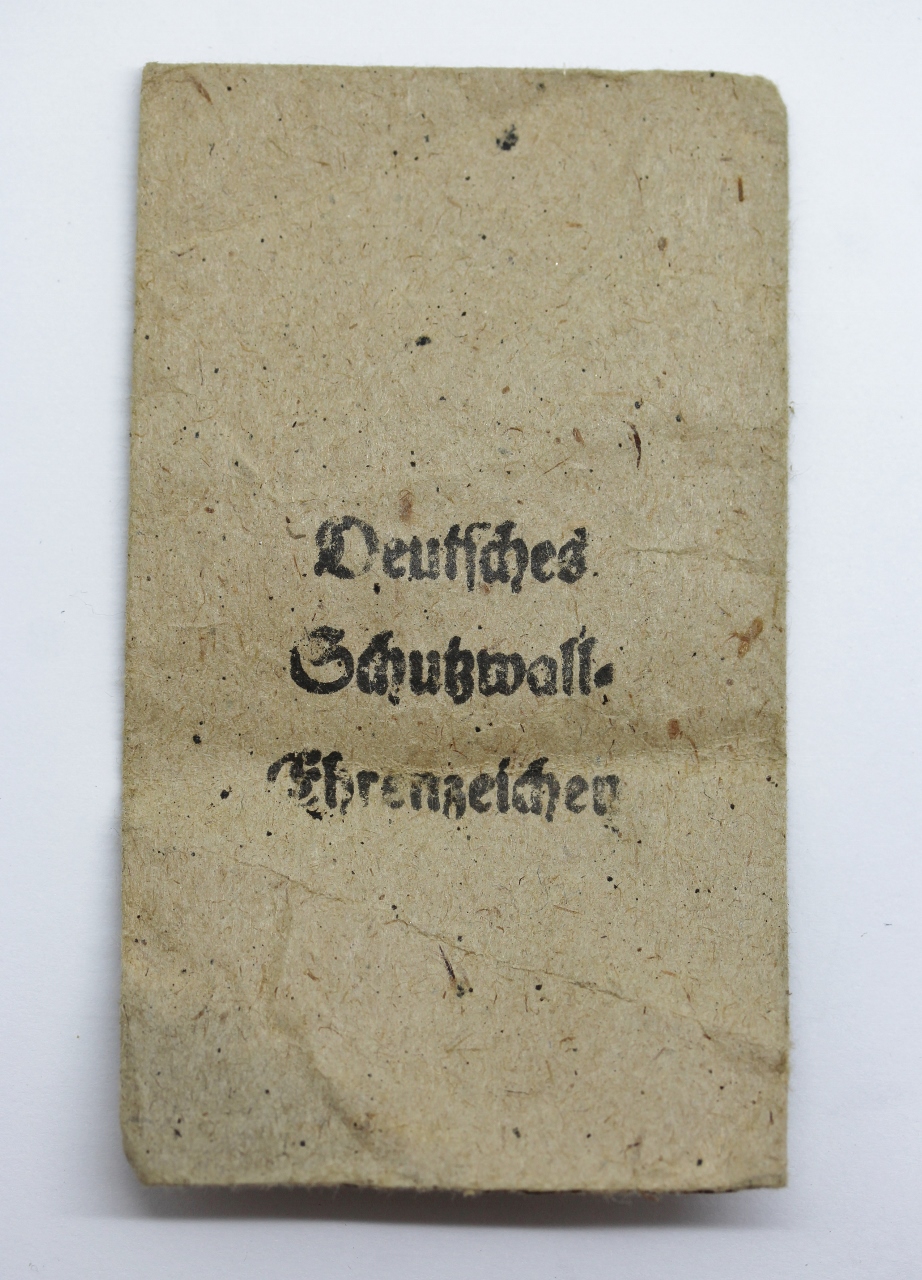 Deutsches
Schutzwall-
Ehrenzeichen